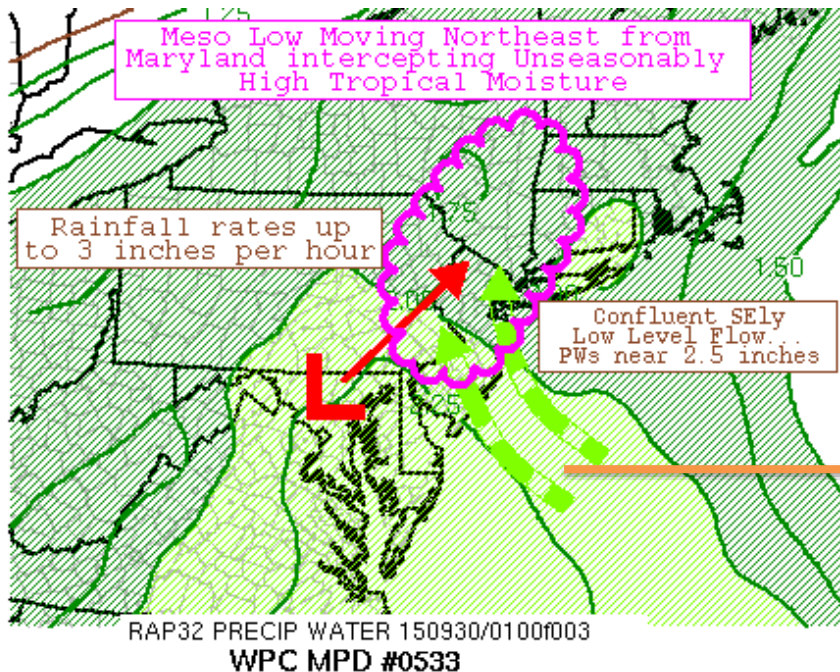 1.25
Meso Low Moving Northeast from
Maryland intercepting Unseasonably
High Tropical Moisture
Rainfall rates up
to 3 inches per hour
1.50
Confluent SEly
Low Level Flow...
PWs near 2.5 inches
L
2.25
RAP32 PRECIP WATER 150930/0100f003
WPC MPD #0533